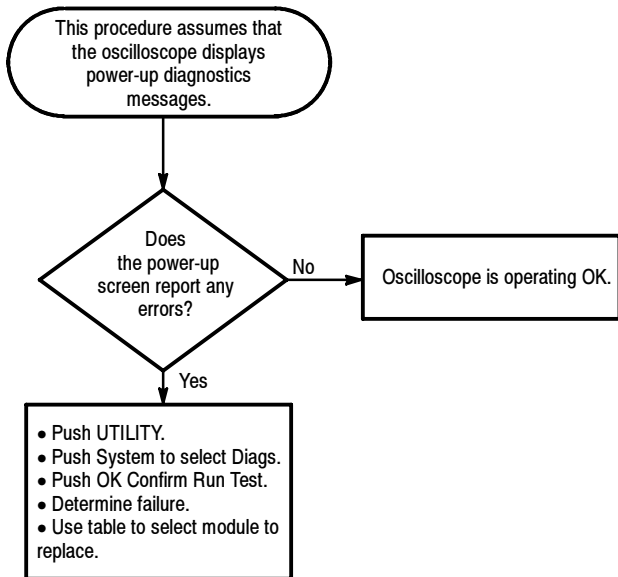 This procedure assumes that
the oscilloscope displays
power-up diagnostics
messages.
Does
the power-up
screen report any
errors?
No
Oscilloscope is operating OK.
Yes
● Push UTILITY.
● Push System to select Diags.
● Push OK Confirm Run Test.
● Determine failure.
● Use table to select module to
replace.